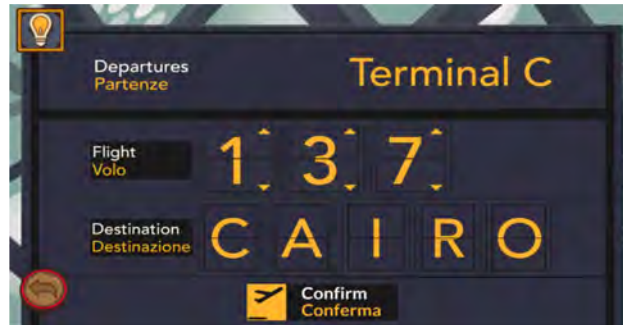 Departures
Partenze
Terminal C
Flight
Volo
1 3 7
Destination
Destinazione
C A I R O
Confirm
Conferma